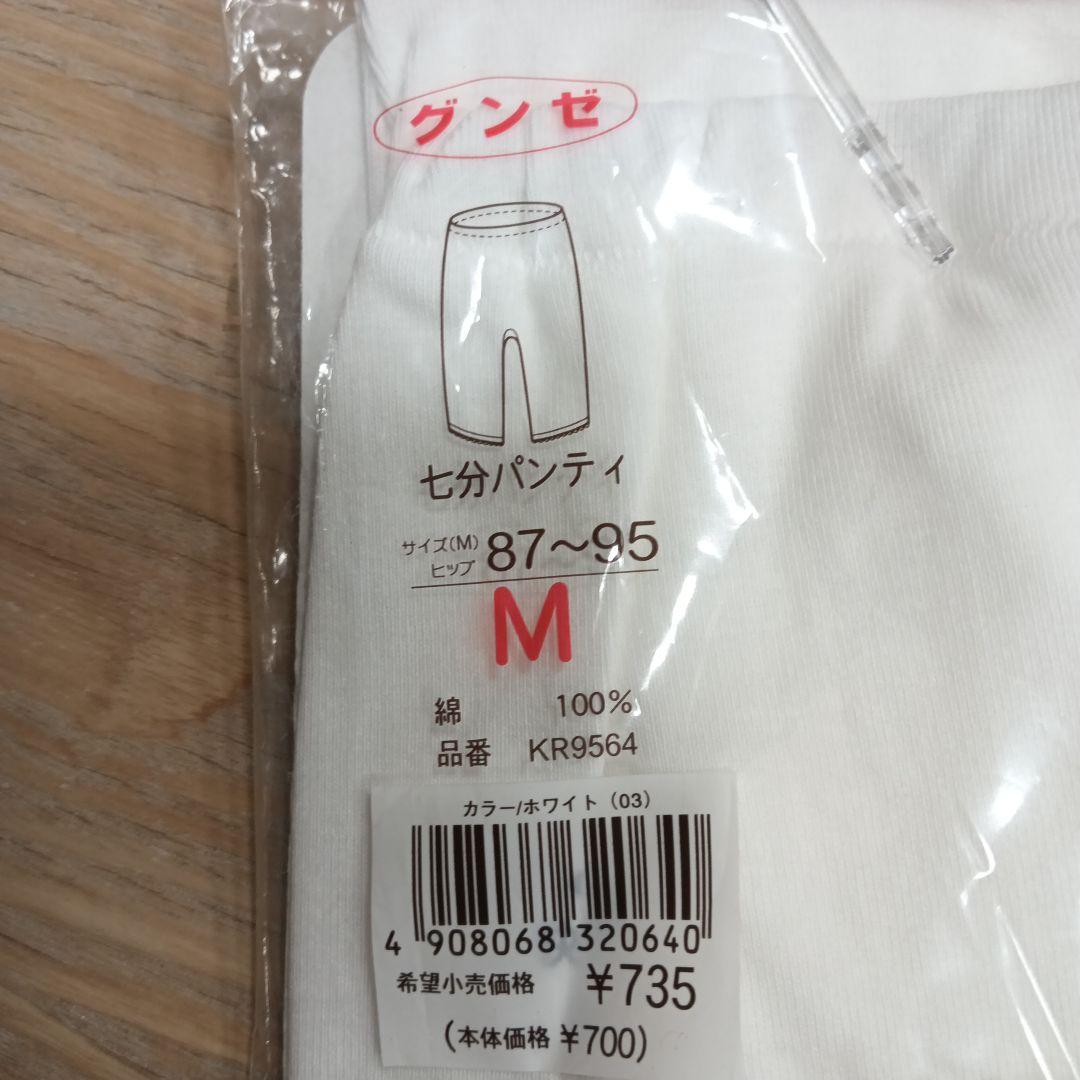 グンゼ
七分パンティ
サイズ(M)
ヒップ 87〜95
M
綿 100%
品番 KR9564
カラー/ホワイト（03）
4 908068 320640
希望小売価格 ¥735
(本体価格 ¥700)